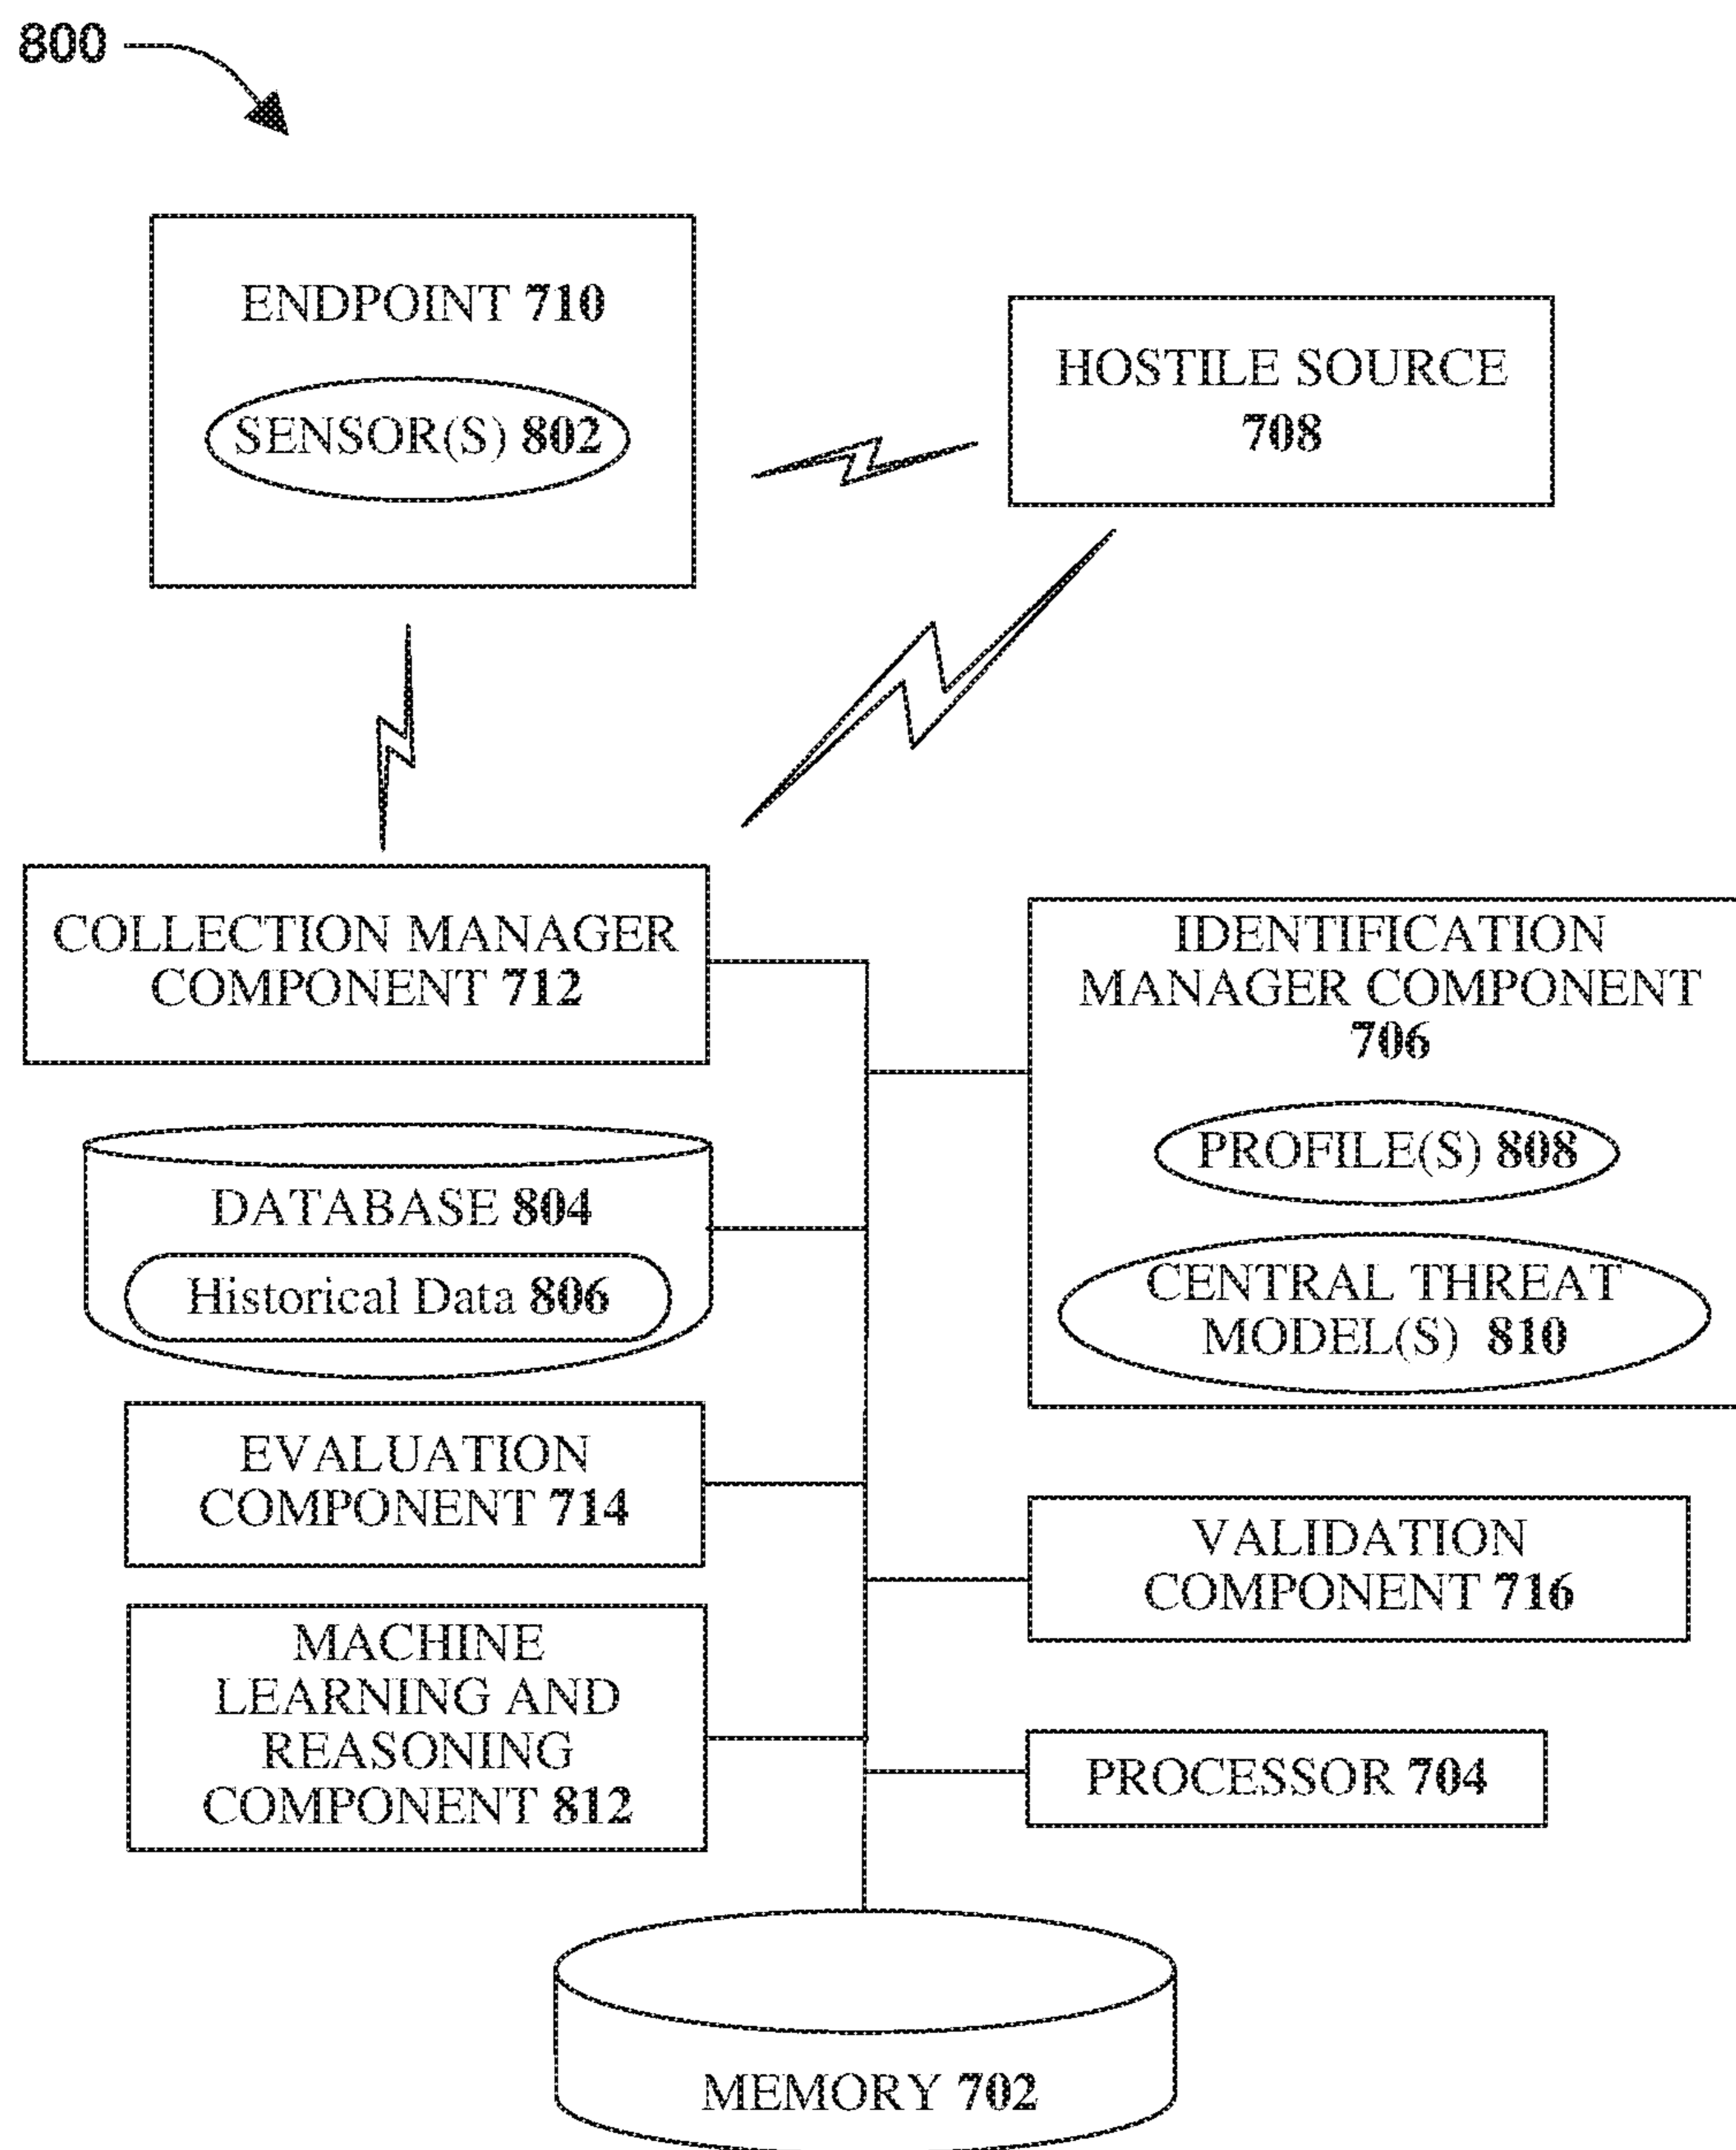 800
ENDPOINT 710
SENSOR(S) 802
HOSTILE SOURCE
708
COLLECTION MANAGER
COMPONENT 712
IDENTIFICATION
MANAGER COMPONENT
706
PROFILE(S) 808
CENTRAL THREAT
MODEL(S) 810
DATABASE 804
Historical Data 806
EVALUATION
COMPONENT 714
VALIDATION
COMPONENT 716
MACHINE
LEARNING AND
REASONING
COMPONENT 812
PROCESSOR 704
MEMORY 702